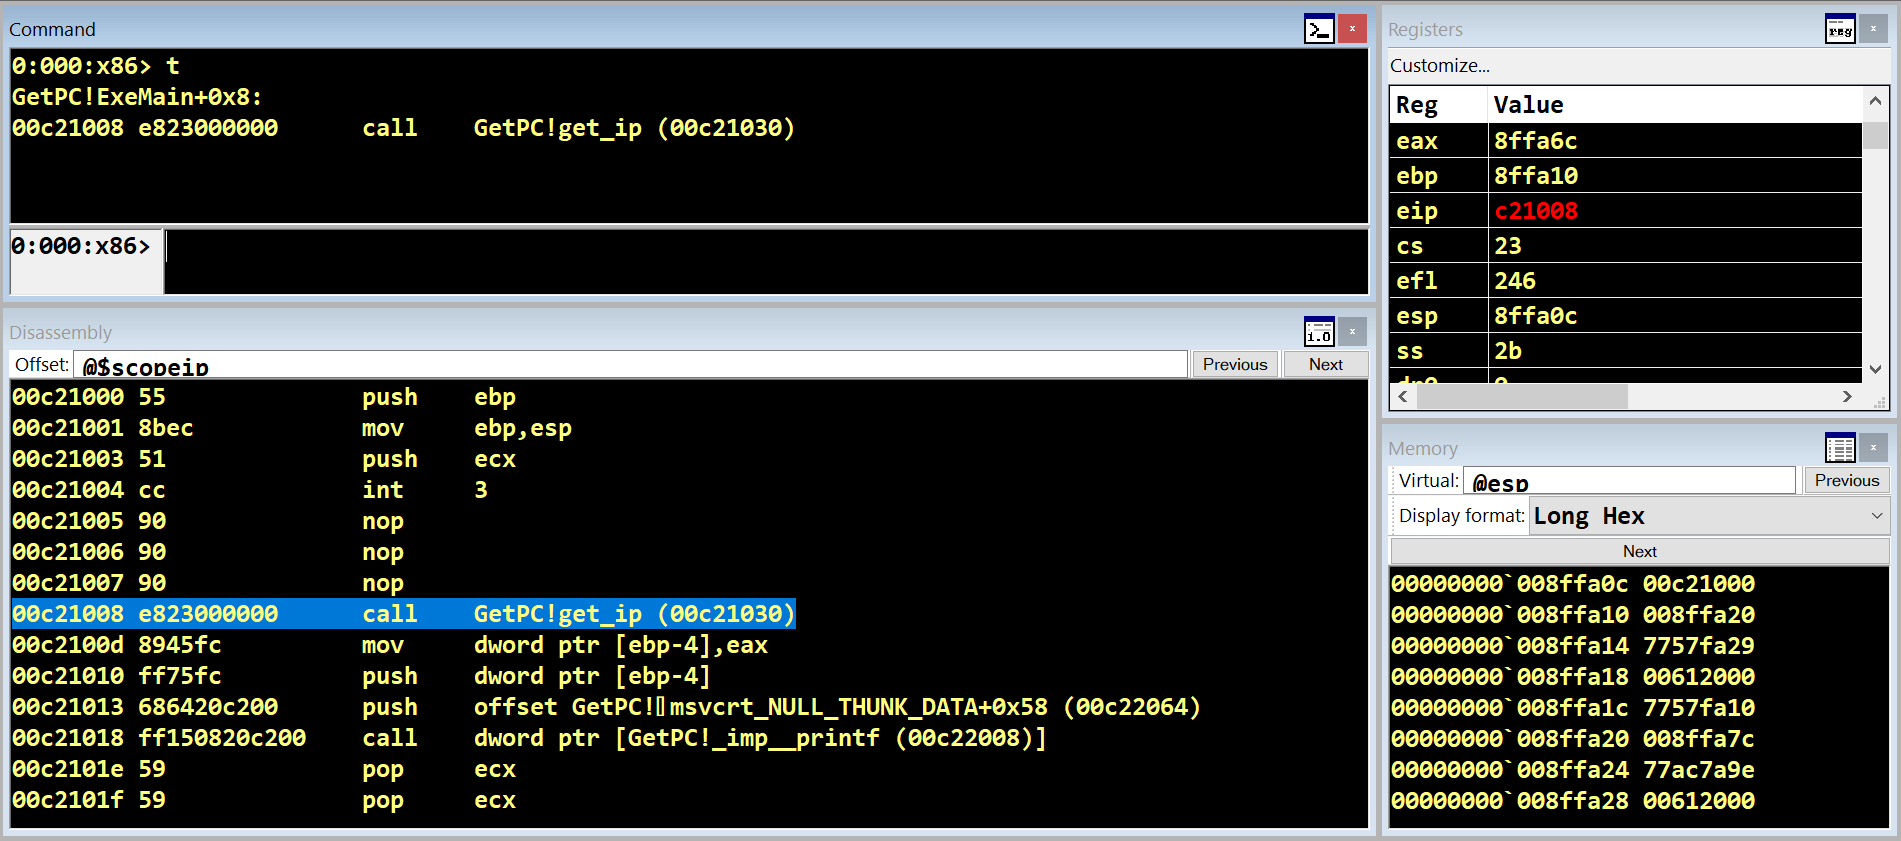 Command
0:000:x86> t
GetPC!ExeMain+0x8:
00c21008 e823000000      call    GetPC!get_ip (00c21030)
0:000:x86>
Disassembly
Offset: @$scopeip Previous Next
00c21000 55              push    ebp
00c21001 8bec            mov     ebp,esp
00c21003 51              push    ecx
00c21004 cc              int     3
00c21005 90              nop
00c21006 90              nop
00c21007 90              nop
00c21008 e823000000      call    GetPC!get_ip (00c21030)
00c2100d 8945fc          mov     dword ptr [ebp-4],eax
00c21010 ff75fc          push    dword ptr [ebp-4]
00c21013 686420c200      push    offset GetPC!▯msvcrt_NULL_THUNK_DATA+0x58 (00c22064)
00c21018 ff150820c200    call    dword ptr [GetPC!_imp__printf (00c22008)]
00c2101e 59              pop     ecx
00c2101f 59              pop     ecx
Registers
reg
Customize...
Reg Value
eax 8ffa6c
ebp 8ffa10
eip c21008
cs 23
efl 246
esp 8ffa0c
ss 2b
Memory
Virtual: @esp Previous
Display format: Long Hex
Next
00000000`008ffa0c 00c21000
00000000`008ffa10 008ffa20
00000000`008ffa14 7757fa29
00000000`008ffa18 00612000
00000000`008ffa1c 7757fa10
00000000`008ffa20 008ffa7c
00000000`008ffa24 77ac7a9e
00000000`008ffa28 00612000